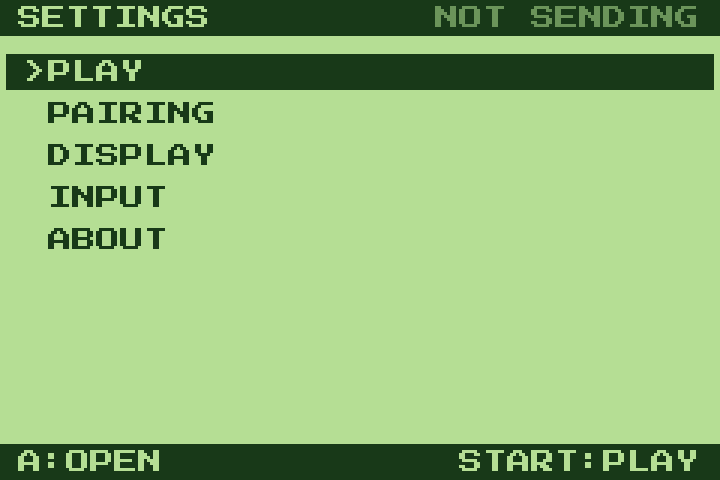 SETTINGS NOT SENDING
>PLAY
PAIRING
DISPLAY
INPUT
ABOUT
A:OPEN START:PLAY